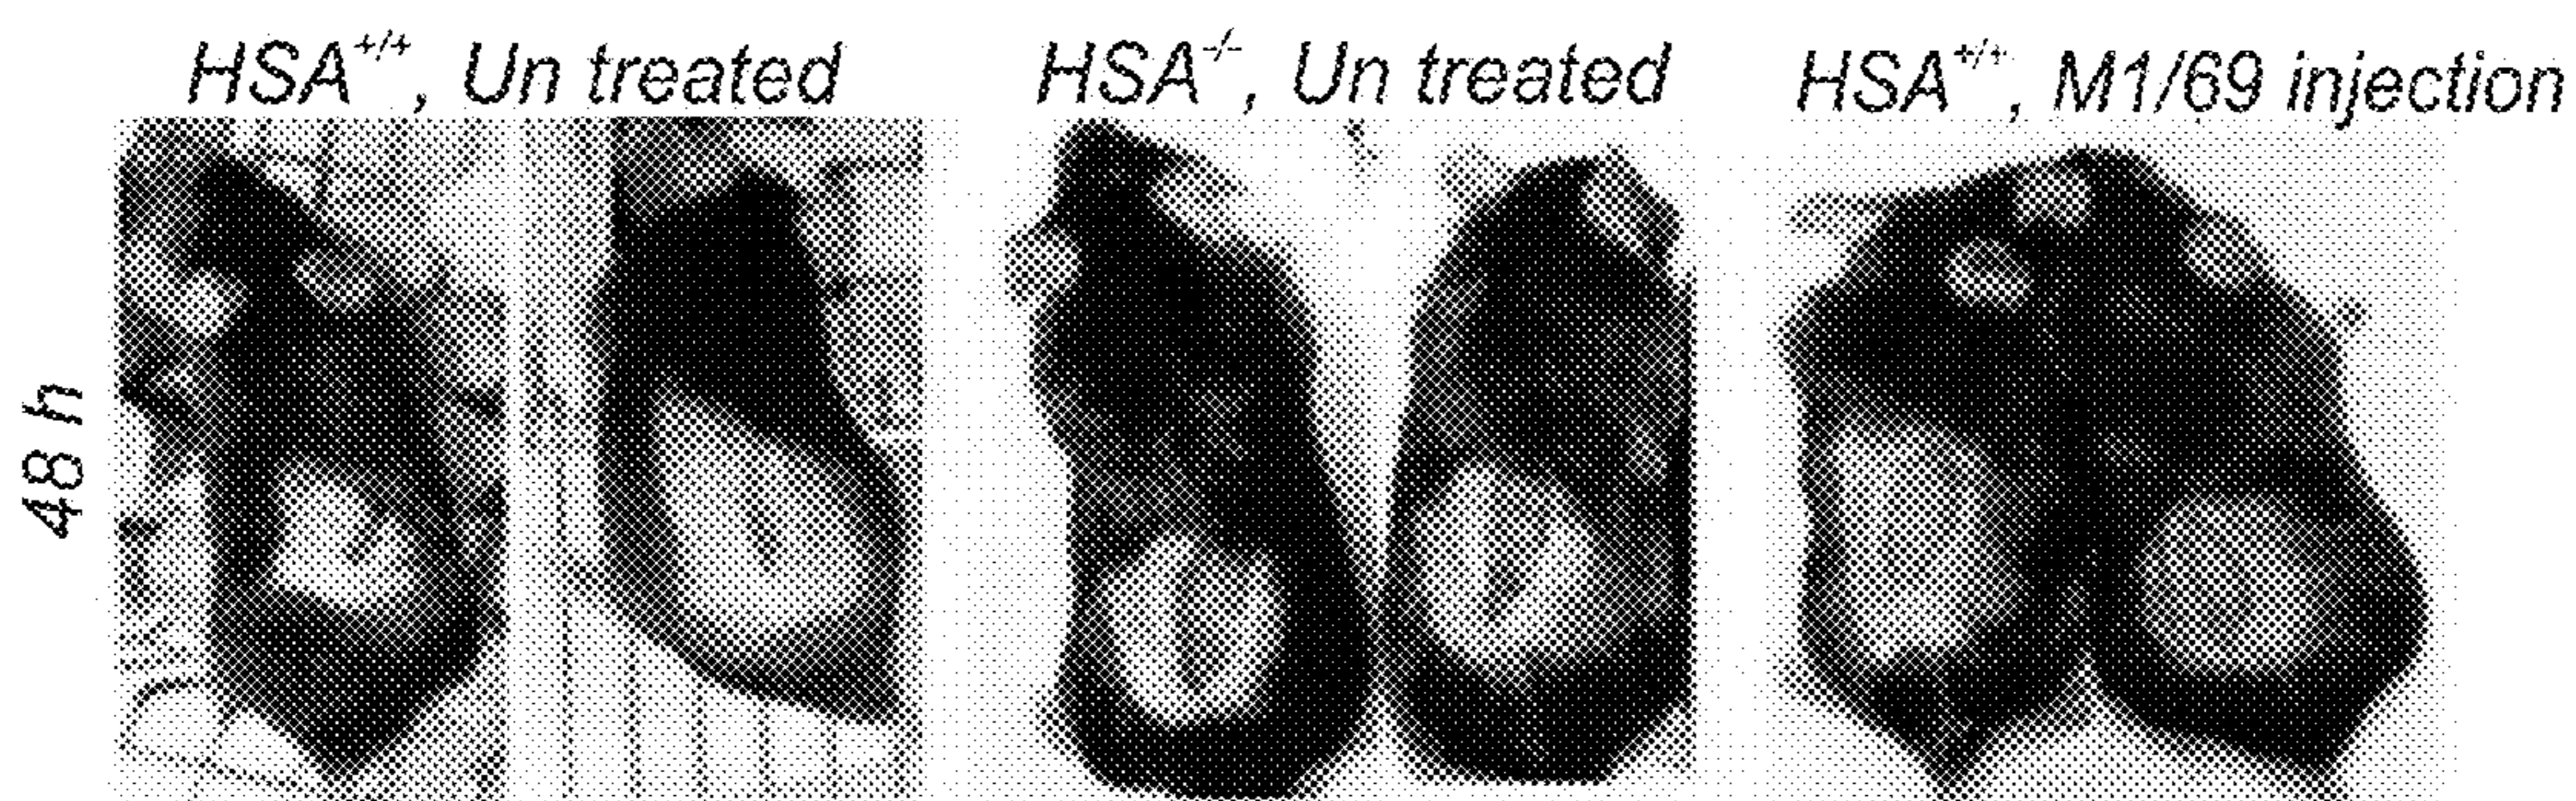 HSA+/+, Un treated
HSA-/-, Un treated
HSA+/+, M1/69 injection
48 h